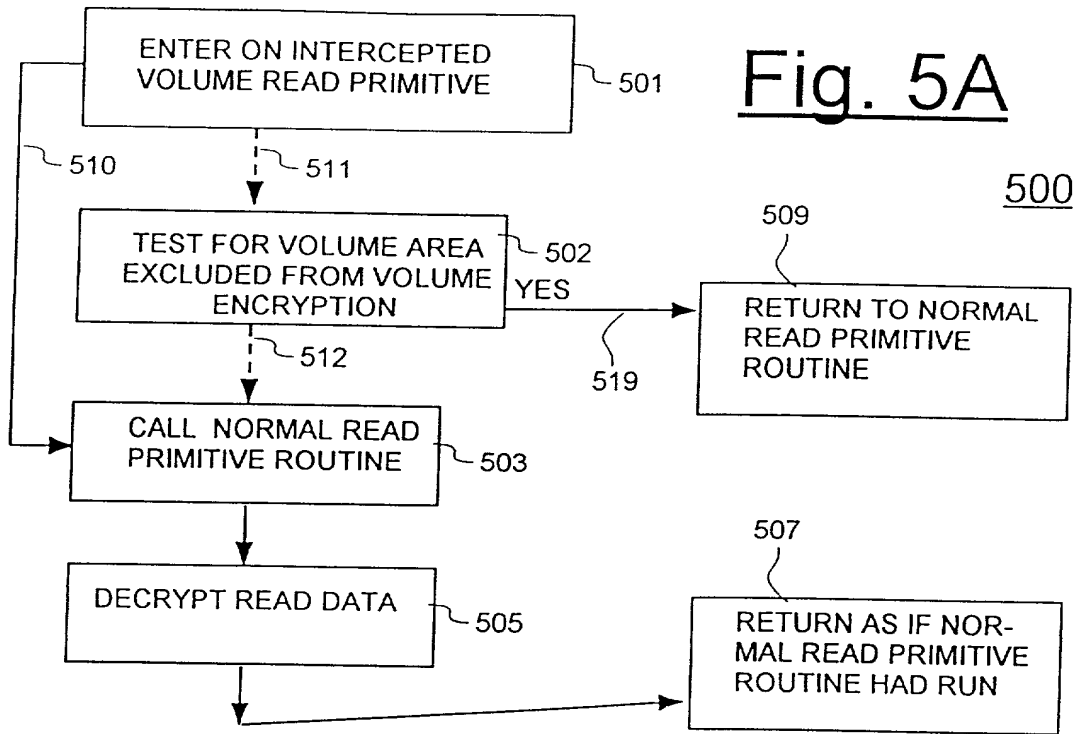 ENTER ON INTERCEPTED
VOLUME READ PRIMITIVE
501
Fig. 5A
500
510
511
TEST FOR VOLUME AREA
EXCLUDED FROM VOLUME
ENCRYPTION
502
YES
519
509
RETURN TO NORMAL
READ PRIMITIVE
ROUTINE
512
CALL NORMAL READ
PRIMITIVE ROUTINE
503
DECRYPT READ DATA
505
507
RETURN AS IF NOR-
MAL READ PRIMITIVE
ROUTINE HAD RUN